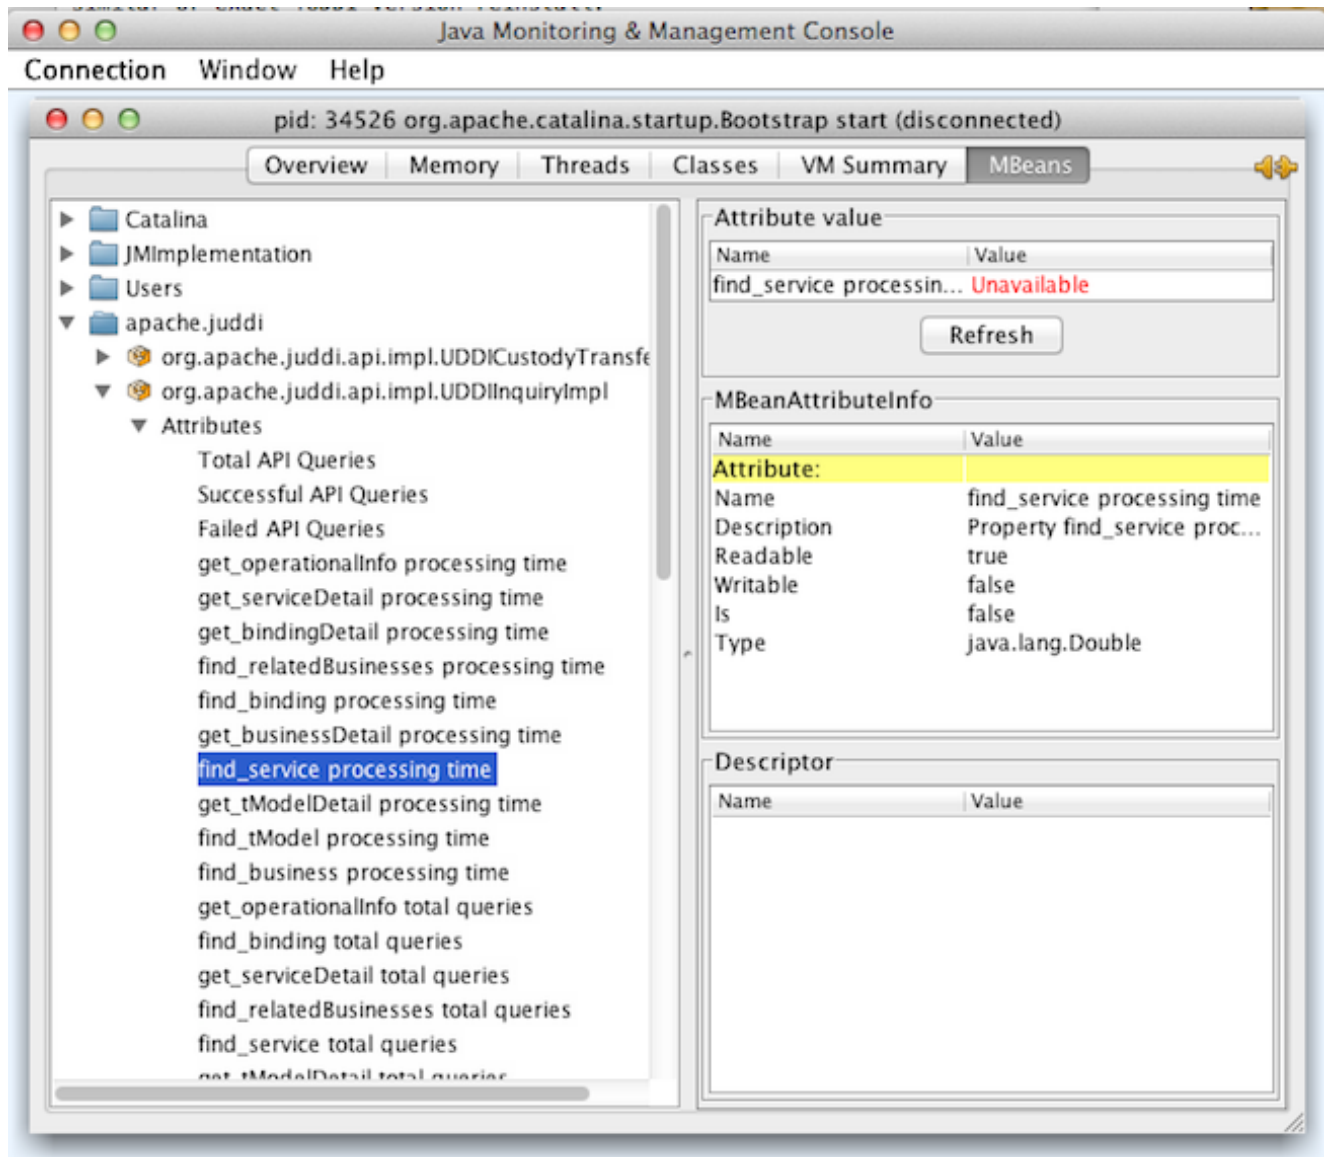 Java Monitoring & Management Console
Connection Window Help
pid: 34526 org.apache.catalina.startup.Bootstrap start (disconnected)
Overview Memory Threads Classes VM Summary MBeans
Catalina
JMImplementation
Users
apache.juddi
org.apache.juddi.api.impl.UDDICustodyTransfe
org.apache.juddi.api.impl.UDDIInquiryImpl
Attributes
Total API Queries
Successful API Queries
Failed API Queries
get_operationalInfo processing time
get_serviceDetail processing time
get_bindingDetail processing time
find_relatedBusinesses processing time
find_binding processing time
get_businessDetail processing time
find_service processing time
get_tModelDetail processing time
find_tModel processing time
find_business processing time
get_operationalInfo total queries
find_binding total queries
get_serviceDetail total queries
find_relatedBusinesses total queries
find_service total queries
get_tModelDetail total queries
Attribute value
Name Value
find_service processin... Unavailable
Refresh
MBeanAttributeInfo
Name Value
Attribute:
Name find_service processing time
Description Property find_service proc...
Readable true
Writable false
Is false
Type java.lang.Double
Descriptor
Name Value